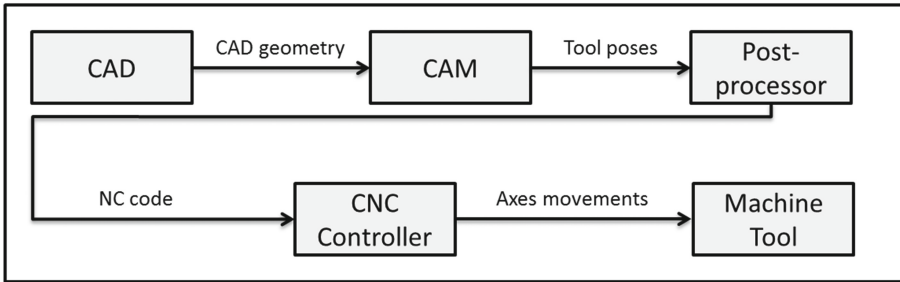 CAD
CAD geometry
CAM
Tool poses
Post-
processor
NC code
CNC
Controller
Axes movements
Machine
Tool